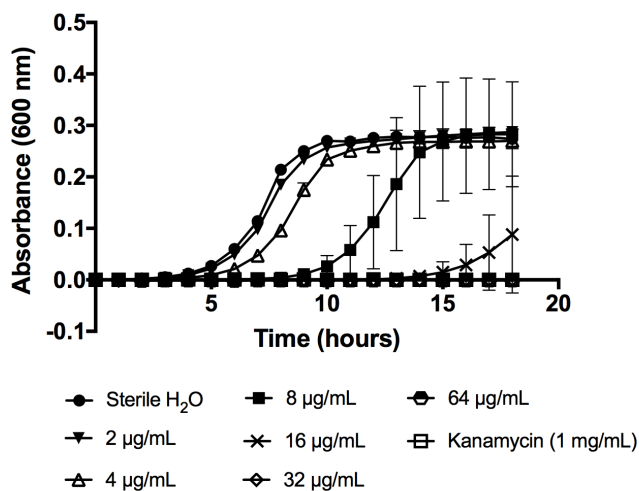 0.5
0.4
0.3
0.2
0.1
0.0
-0.1
Absorbance (600 nm)
5 10 15 20
Time (hours)
Sterile H₂O
2 µg/mL
4 µg/mL
8 µg/mL
16 µg/mL
32 µg/mL
64 µg/mL
Kanamycin (1 mg/mL)